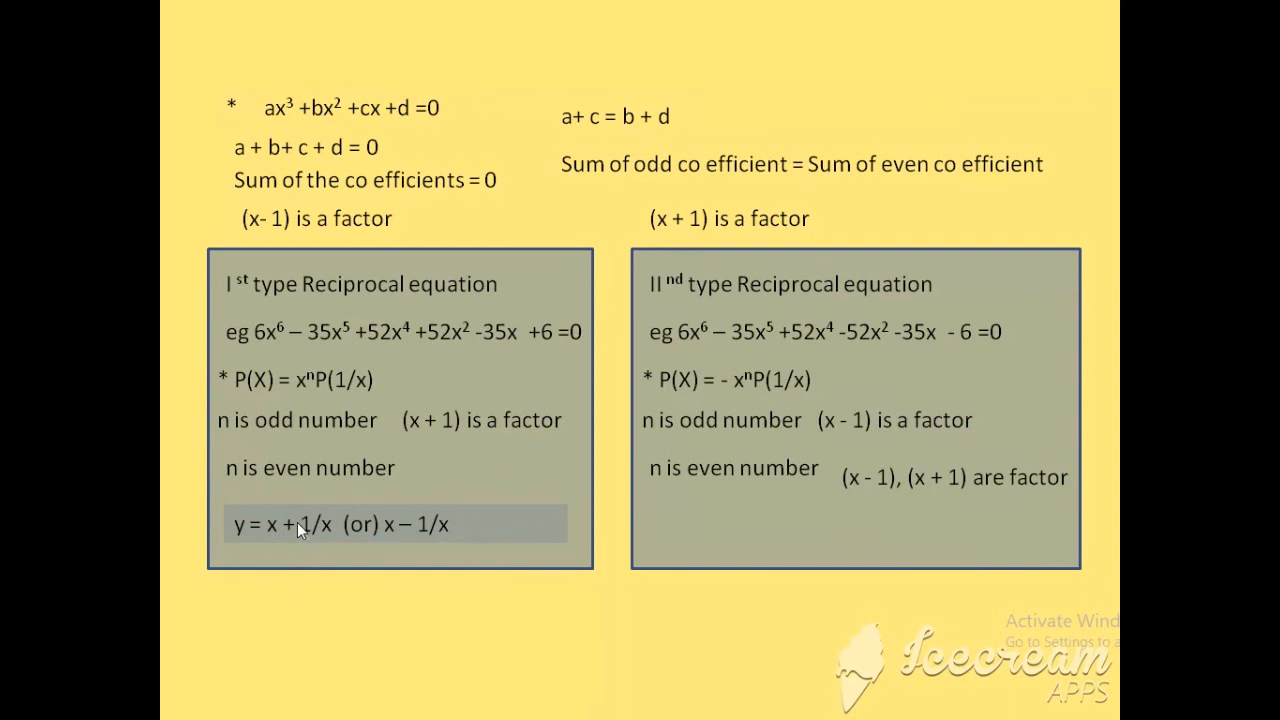 * ax³ +bx² +cx +d =0
a + b+ c + d = 0
Sum of the co efficients = 0
(x- 1) is a factor
a+ c = b + d
Sum of odd co efficient = Sum of even co efficient
(x + 1) is a factor
I ˢᵗ type Reciprocal equation
eg 6x⁶ – 35x⁵ +52x⁴ +52x² -35x +6 =0
* P(X) = xⁿP(1/x)
n is odd number (x + 1) is a factor
n is even number
y = x + 1/x (or) x – 1/x
II ⁿᵈ type Reciprocal equation
eg 6x⁶ – 35x⁵ +52x⁴ -52x² -35x - 6 =0
* P(X) = - xⁿP(1/x)
n is odd number (x - 1) is a factor
n is even number (x - 1), (x + 1) are factor
Activate Wind
Go to Settings to a
Icecream
APPS